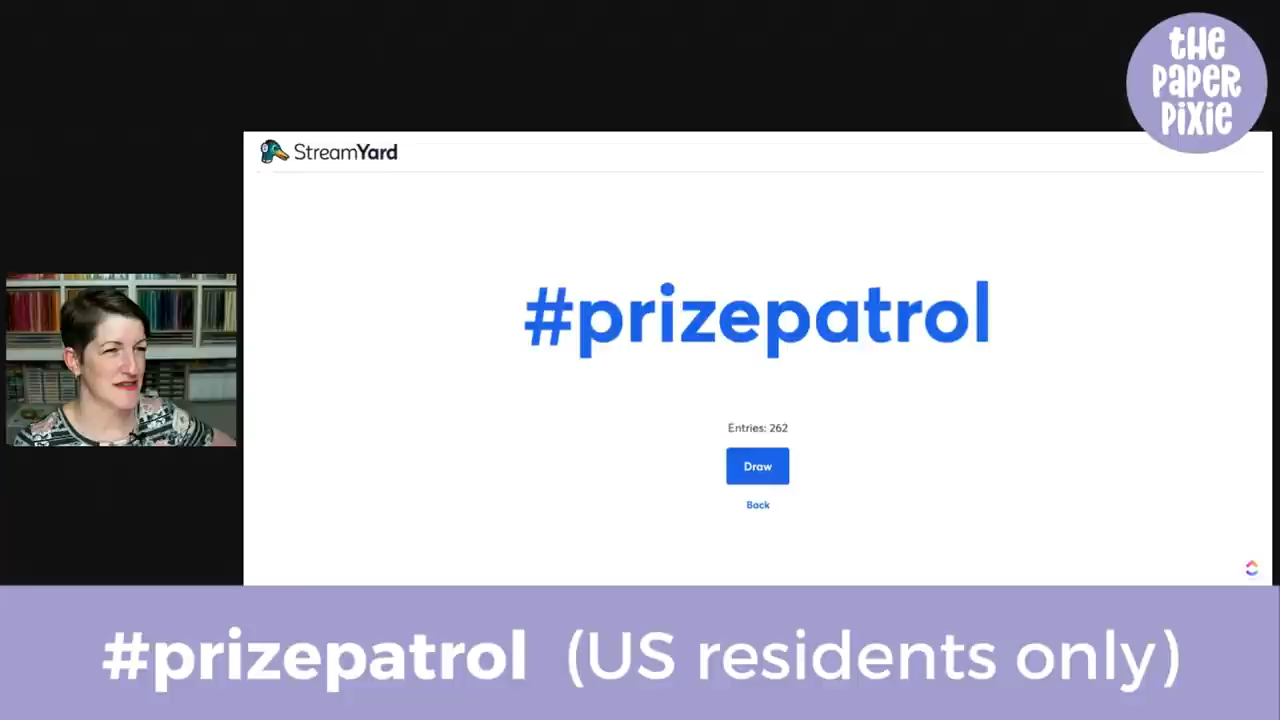 the
PAPER
PiXiE
StreamYard
#prizepatrol
Entries: 262
Draw
Back
#prizepatrol (US residents only)